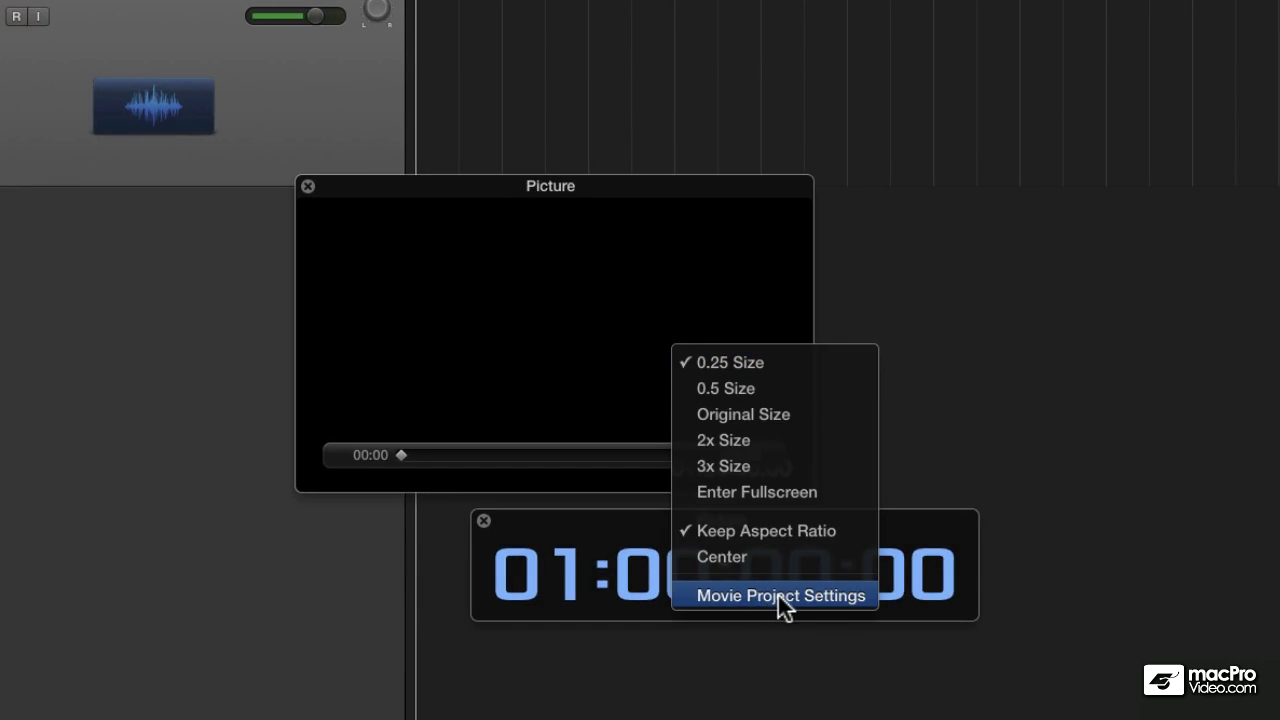 R I
L R
Picture
✓ 0.25 Size
0.5 Size
Original Size
2x Size
3x Size
Enter Fullscreen
✓ Keep Aspect Ratio
Center
Movie Project Settings
00:00
01:00:00:00
macPro
Video.com